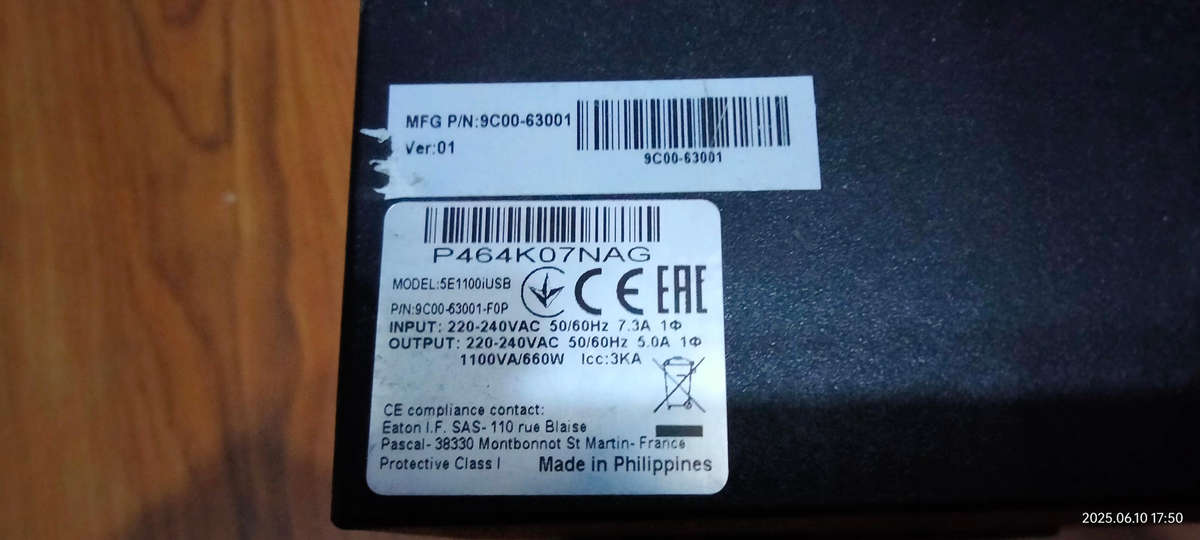 MFG P/N:9C00-63001
Ver:01
9C00-63001
P464K07NAG
MODEL:5E1100iUSB
P/N:9C00-63001-F0P
CE EAC
INPUT: 220-240VAC 50/60Hz 7.3A 1Φ
OUTPUT: 220-240VAC 50/60Hz 5.0A 1Φ
1100VA/660W Icc:3KA
CE compliance contact:
Eaton I.F. SAS- 110 rue Blaise
Pascal- 38330 Montbonnot St Martin- France
Protective Class I
Made in Philippines
2025.06.10 17:50